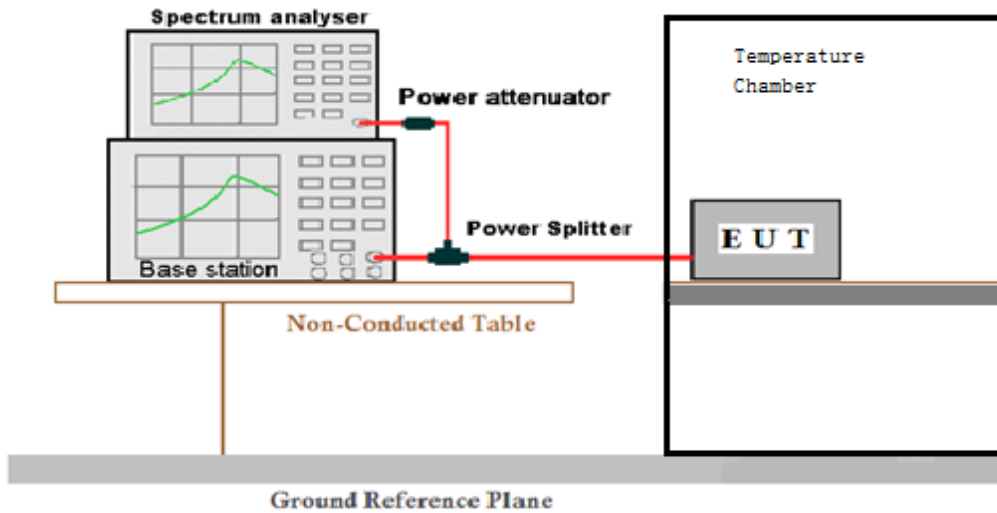 Spectrum analyser
Temperature
Chamber
Power attenuator
Power Splitter
E U T
Base station
Non-Conducted Table
Ground Reference Plane